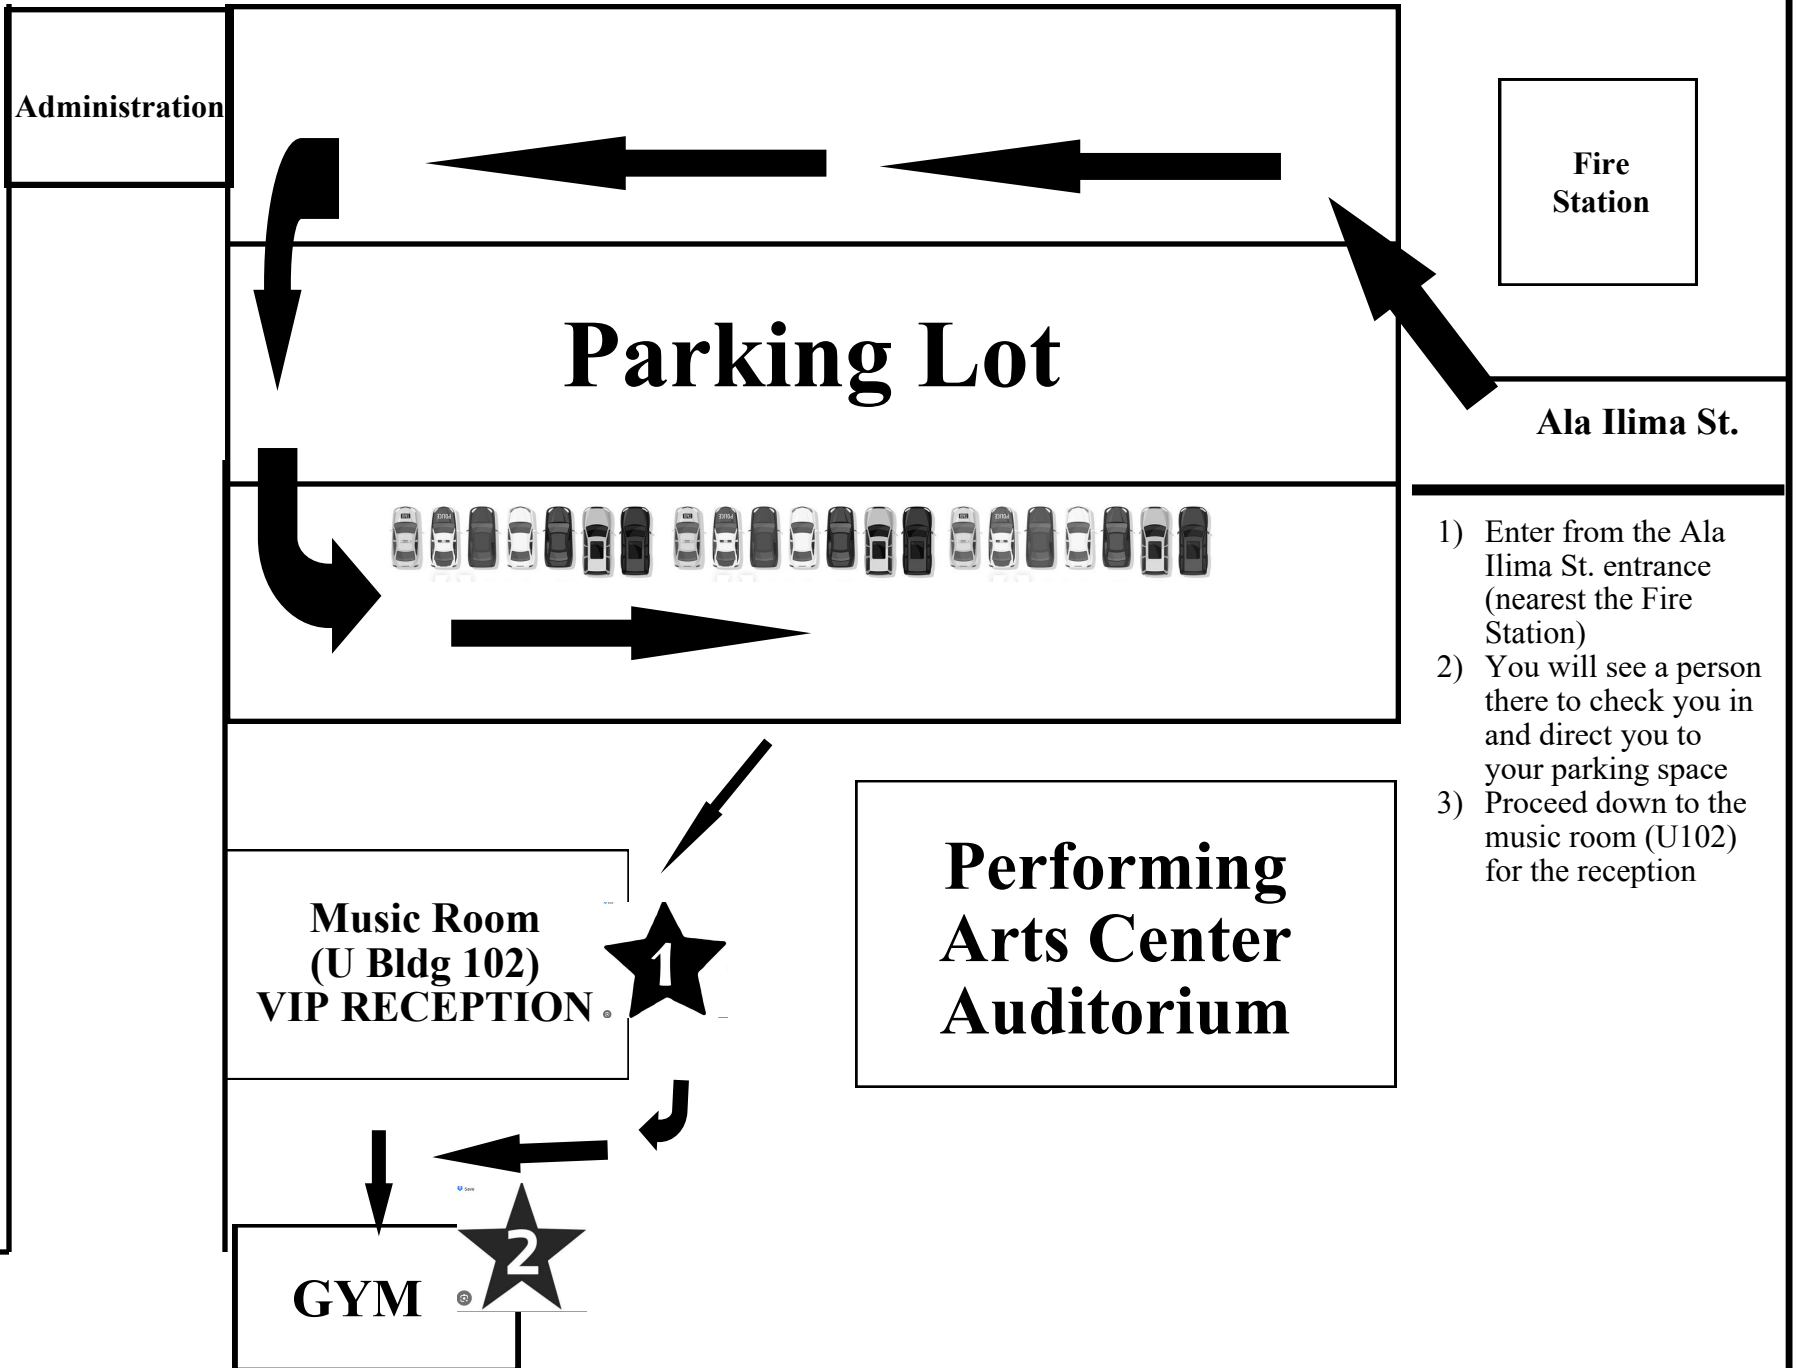 Administration
Fire
Station
Parking Lot
Ala Ilima St.
1) Enter from the Ala
Ilima St. entrance
(nearest the Fire
Station)
2) You will see a person
there to check you in
and direct you to
your parking space
3) Proceed down to the
music room (U102)
for the reception
Performing
Arts Center
Auditorium
Music Room
(U Bldg 102)
VIP RECEPTION
1
Save
2
GYM